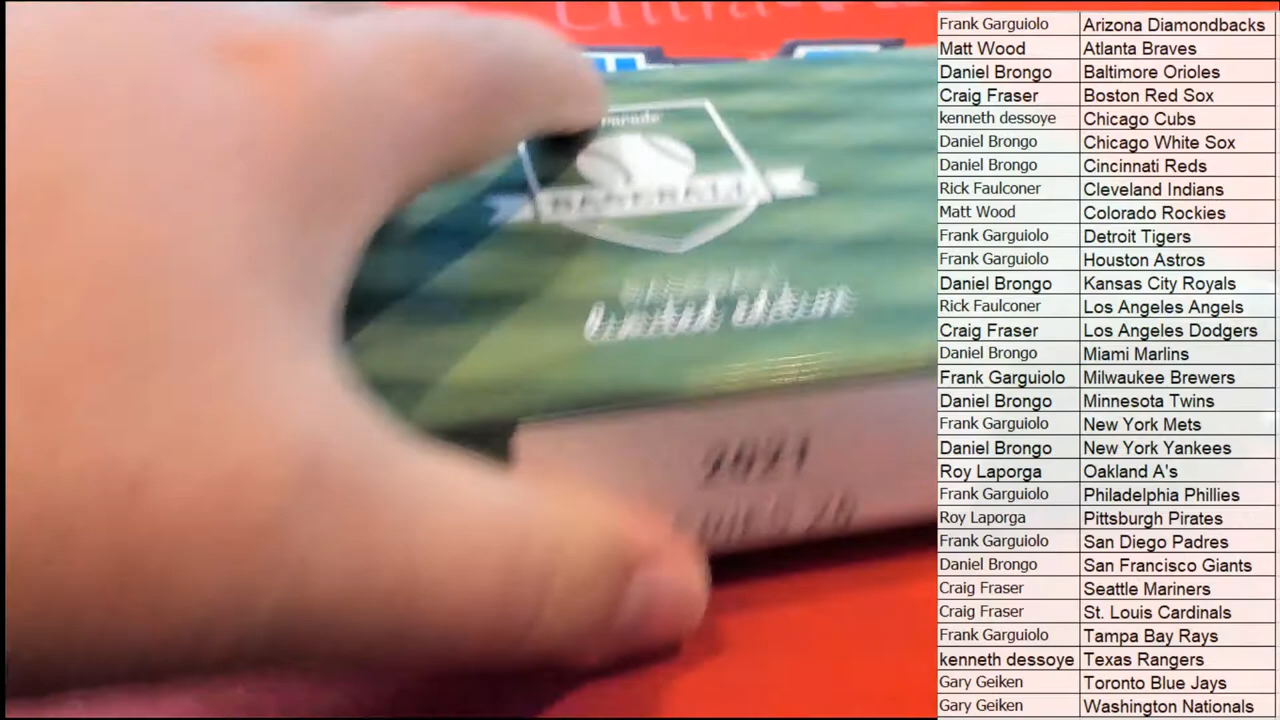 Ultra
Parade
BASEBALL
2021
Frank Garguiolo Arizona Diamondbacks
Matt Wood Atlanta Braves
Daniel Brongo Baltimore Orioles
Craig Fraser Boston Red Sox
kenneth dessoye Chicago Cubs
Daniel Brongo Chicago White Sox
Daniel Brongo Cincinnati Reds
Rick Faulconer Cleveland Indians
Matt Wood Colorado Rockies
Frank Garguiolo Detroit Tigers
Frank Garguiolo Houston Astros
Daniel Brongo Kansas City Royals
Rick Faulconer Los Angeles Angels
Craig Fraser Los Angeles Dodgers
Daniel Brongo Miami Marlins
Frank Garguiolo Milwaukee Brewers
Daniel Brongo Minnesota Twins
Frank Garguiolo New York Mets
Daniel Brongo New York Yankees
Roy Laporga Oakland A's
Frank Garguiolo Philadelphia Phillies
Roy Laporga Pittsburgh Pirates
Frank Garguiolo San Diego Padres
Daniel Brongo San Francisco Giants
Craig Fraser Seattle Mariners
Craig Fraser St. Louis Cardinals
Frank Garguiolo Tampa Bay Rays
kenneth dessoye Texas Rangers
Gary Geiken Toronto Blue Jays
Gary Geiken Washington Nationals